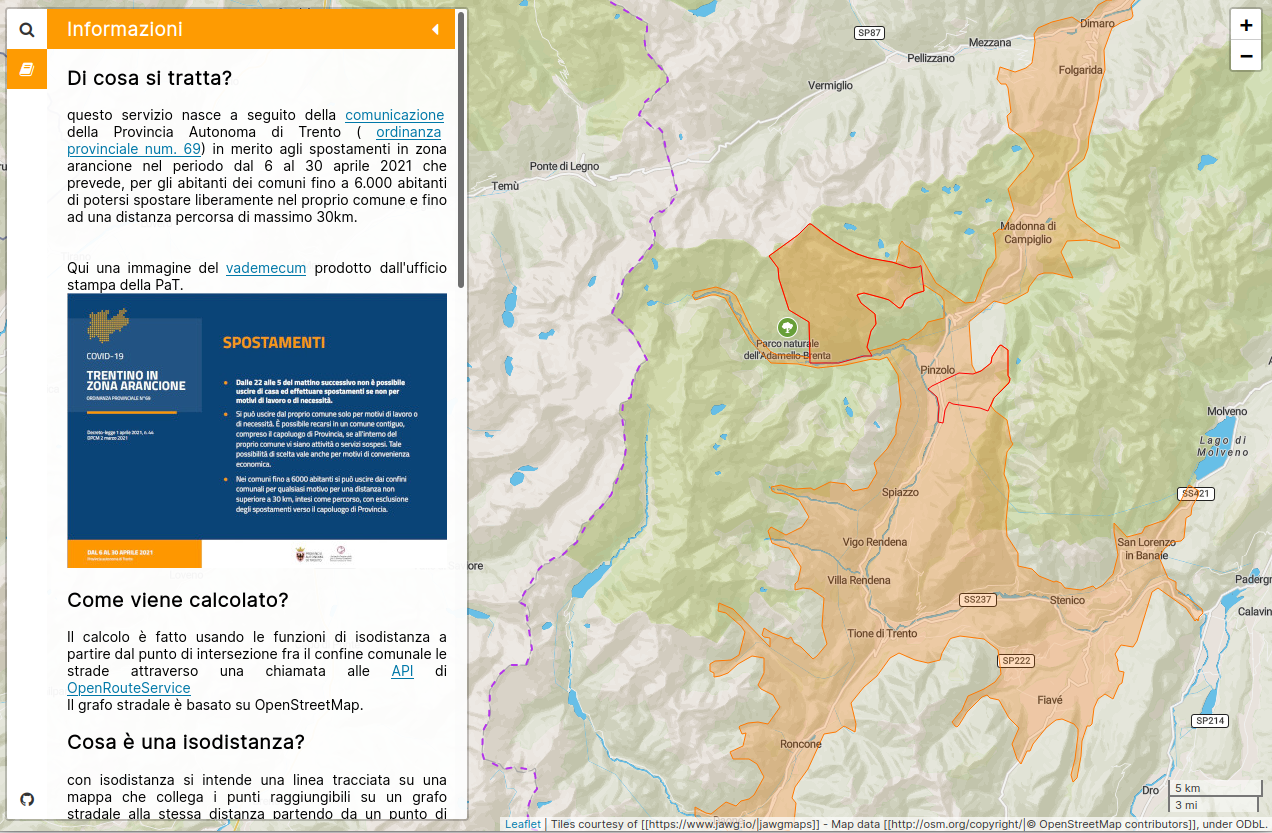 Informazioni
Di cosa si tratta?
questo servizio nasce a seguito della comunicazione
della Provincia Autonoma di Trento ( ordinanza
provinciale num. 69) in merito agli spostamenti in zona
arancione nel periodo dal 6 al 30 aprile 2021 che
prevede, per gli abitanti dei comuni fino a 6.000 abitanti
di potersi spostare liberamente nel proprio comune e fino
ad una distanza percorsa di massimo 30km.
Qui una immagine del vademecum prodotto dall'ufficio
stampa della PaT.
COVID-19
TRENTINO IN
ZONA ARANCIONE
ORDINANZA PROVINCIALE N°69
Decreto-legge 1 aprile 2021, n. 44
DPCM 2 marzo 2021
DAL 6 AL 30 APRILE 2021
SPOSTAMENTI
Dalle 22 alle 5 del mattino successivo non è possibile
uscire di casa ed effettuare spostamenti se non per
motivi di lavoro o di necessità.
Si può uscire dal proprio comune solo per motivi di lavoro o
di necessità. È possibile recarsi in un comune contiguo,
compreso il capoluogo di Provincia, se all'interno del
proprio comune vi siano attività o servizi sospesi. Tale
possibilità di scelta vale anche per motivi di convenienza
economica.
Nei comuni fino a 6000 abitanti si può uscire dai confini
comunali per qualsiasi motivo per una distanza non
superiore a 30 km, intesi come percorso, con esclusione
degli spostamenti verso il capoluogo di Provincia.
Come viene calcolato?
Il calcolo è fatto usando le funzioni di isodistanza a
partire dal punto di intersezione fra il confine comunale le
strade attraverso una chiamata alle API di
OpenRouteService
Il grafo stradale è basato su OpenStreetMap.
Cosa è una isodistanza?
con isodistanza si intende una linea tracciata su una
mappa che collega i punti raggiungibili su un grafo
stradale alla stessa distanza partendo da un punto di
Dimaro
SP87
Mezzana
Pellizzano
Folgarida
Vermiglio
Ponte di Legno
Temù
Madonna di
Campiglio
Parco naturale
dell'Adamello-Brenta
Pinzolo
Molveno
Lago di
Molveno
SS421
Spiazzo
Vigo Rendena
San Lorenzo
in Banale
Villa Rendena
Padergn
SS237
Stenico
Calavin
Tione di Trento
SP222
Fiavé
SP214
Roncone
Dro
ore
+
−
5 km
3 mi
Leaflet | Tiles courtesy of [[https://www.jawg.io/|jawgmaps]] - Map data [[http://osm.org/copyright/|© OpenStreetMap contributors]], under ODbL.